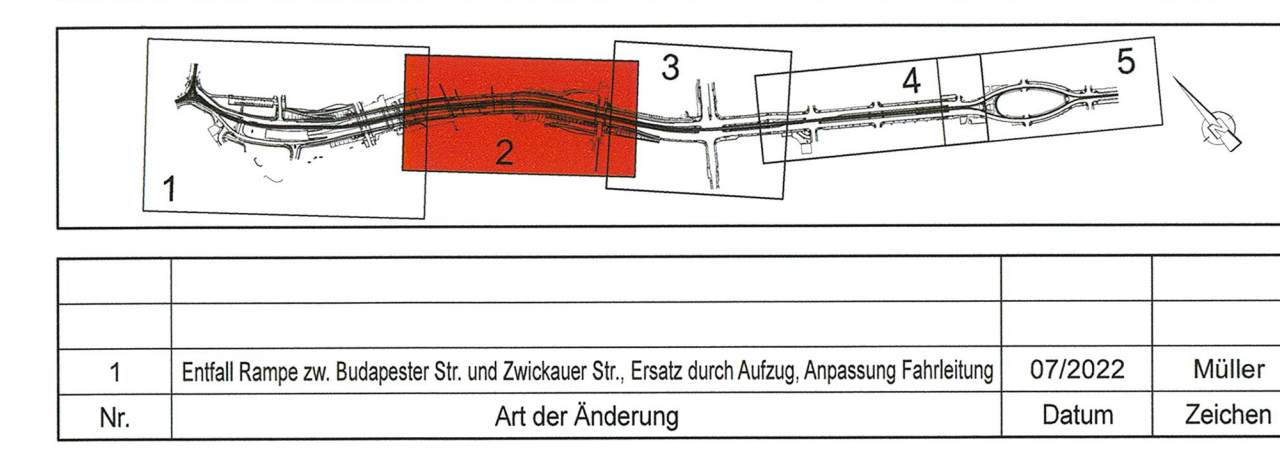 1
2
3
4
5
1 Entfall Rampe zw. Budapester Str. und Zwickauer Str., Ersatz durch Aufzug, Anpassung Fahrleitung 07/2022 Müller
Nr. Art der Änderung Datum Zeichen